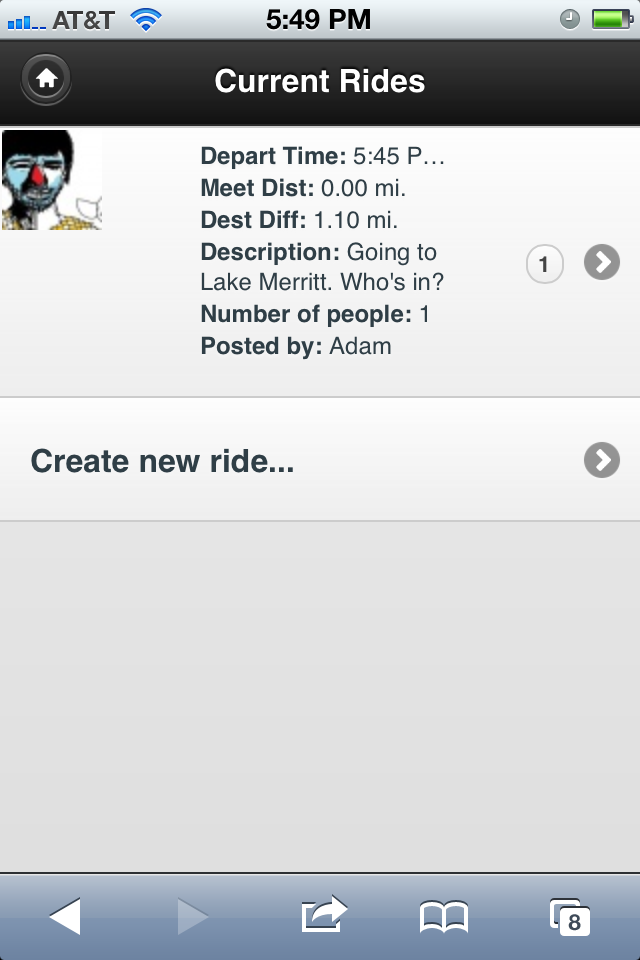 AT&T 5:49 PM
Current Rides
Depart Time: 5:45 P…
Meet Dist: 0.00 mi.
Dest Diff: 1.10 mi.
Description: Going to
Lake Merritt. Who's in?
1
Number of people: 1
Posted by: Adam
Create new ride...
8